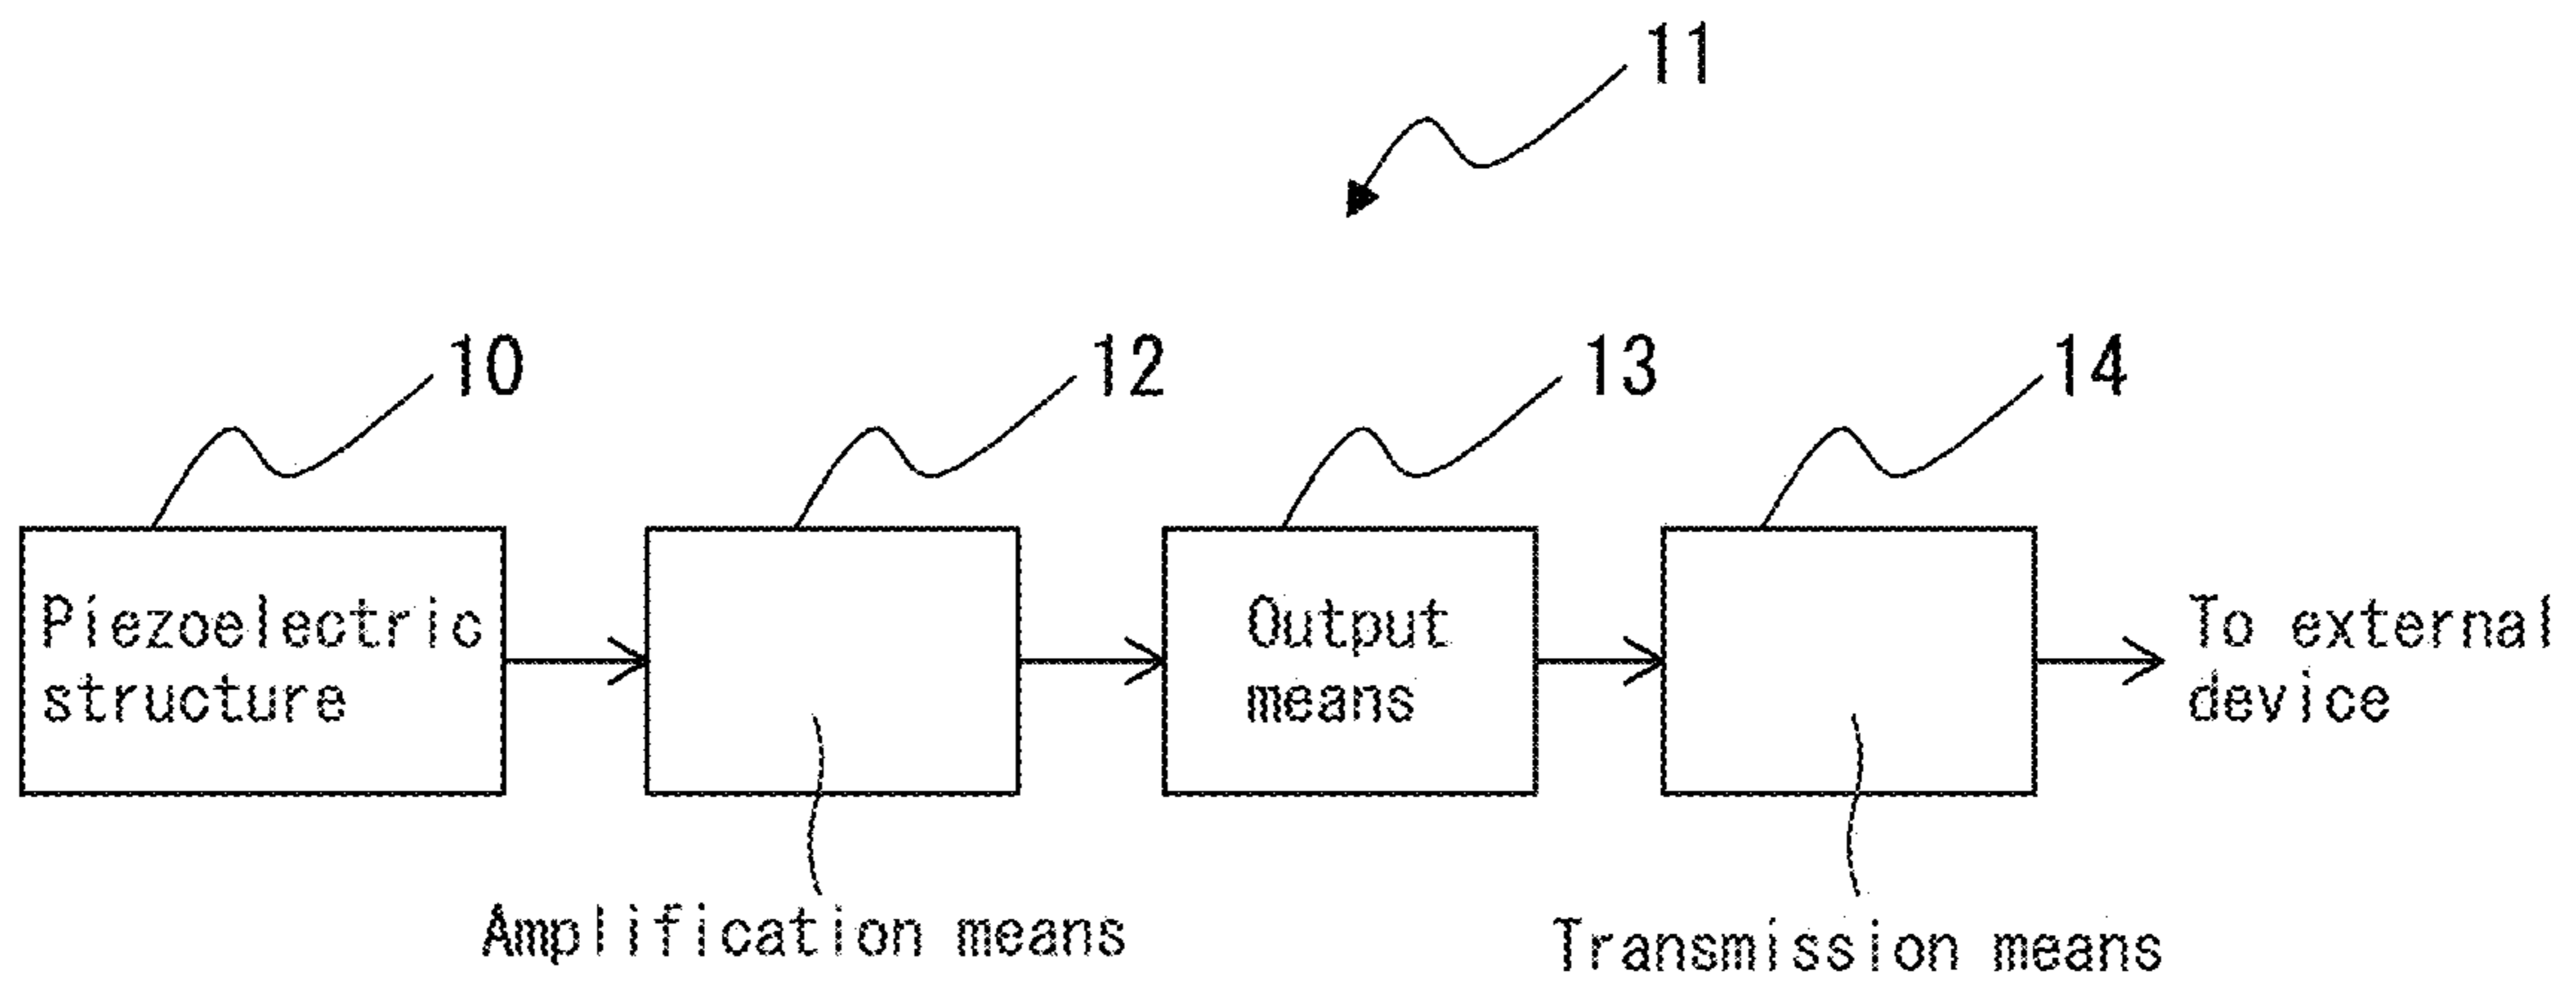 11
10
12
13
14
Piezoelectric
structure
Output
means
To external
device
Amplification means
Transmission means